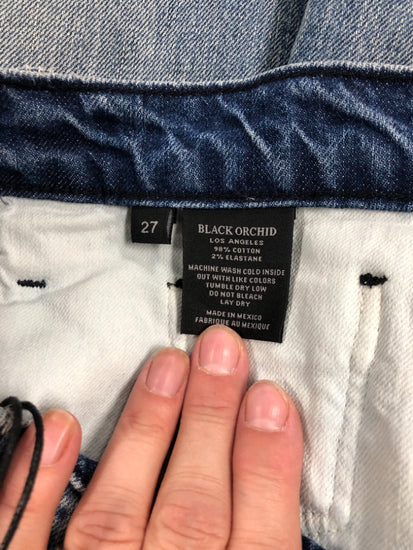 27
BLACK ORCHID
LOS ANGELES
98% COTTON
2% ELASTANE
MACHINE WASH COLD INSIDE
OUT WITH LIKE COLORS
TUMBLE DRY LOW
DO NOT BLEACH
LAY DRY
MADE IN MEXICO
FABRIQUE AU MEXIQUE